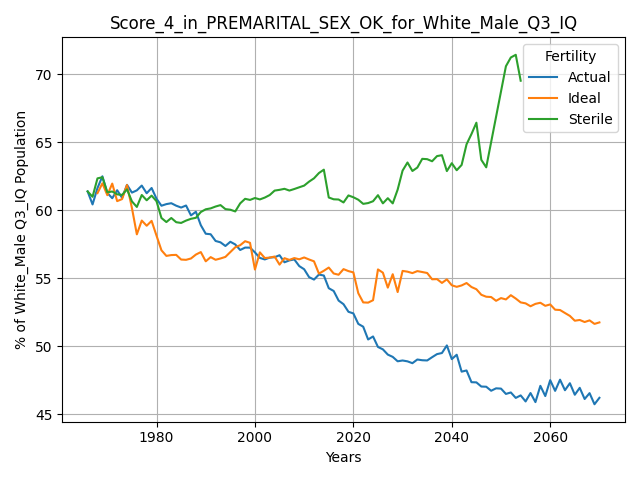 Score_4_in_PREMARITAL_SEX_OK_for_White_Male_Q3_IQ
Fertility
Actual
Ideal
Sterile
% of White_Male Q3_IQ Population
70
65
60
55
50
45
1980
2000
2020
2040
2060
Years